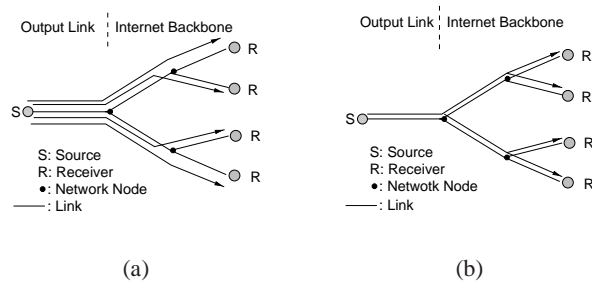 Output Link Internet Backbone
R
R
S
R
R
S: Source
R: Receiver
: Network Node
: Link
(a)
Output Link Internet Backbone
R
R
S
R
R
S: Source
R: Receiver
: Netwotk Node
: Link
(b)